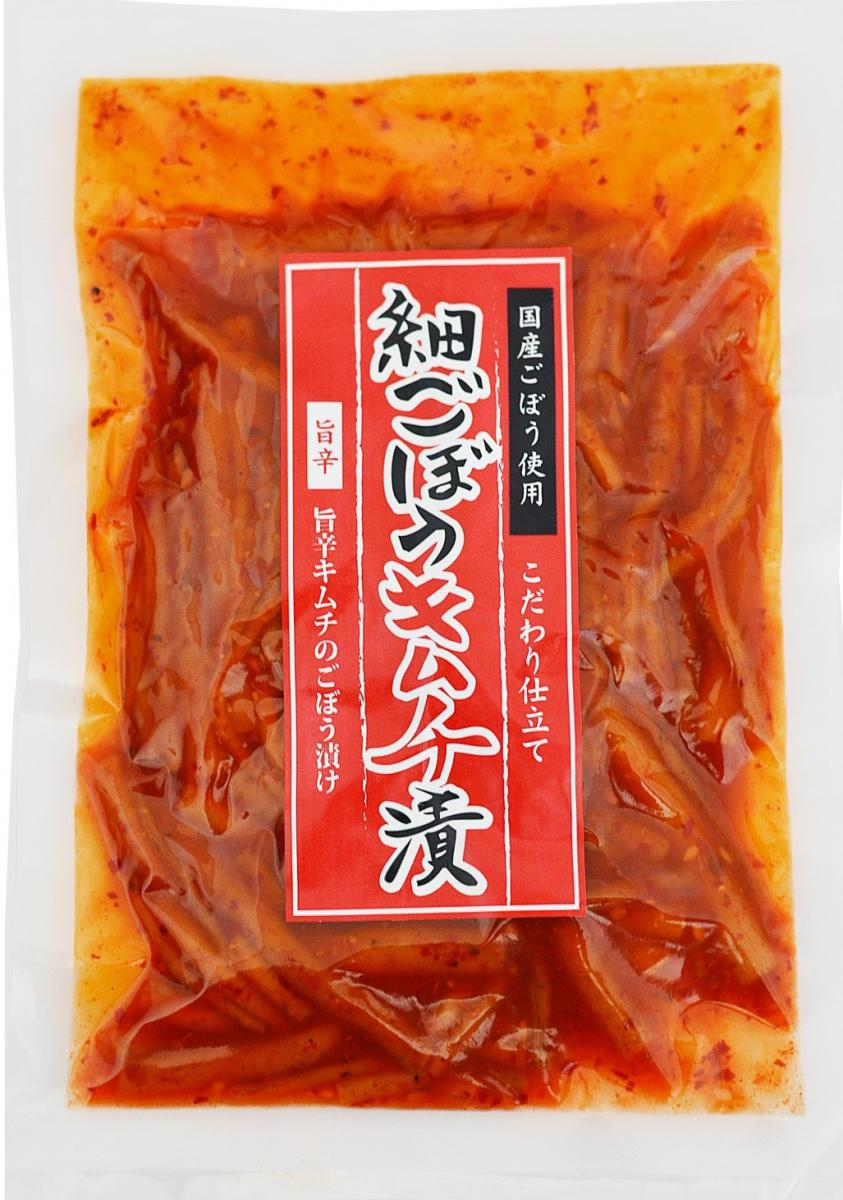 国産ごぼう使用
こだわり仕立て
細ごぼうキムチ漬
旨辛
旨辛キムチのごぼう漬け